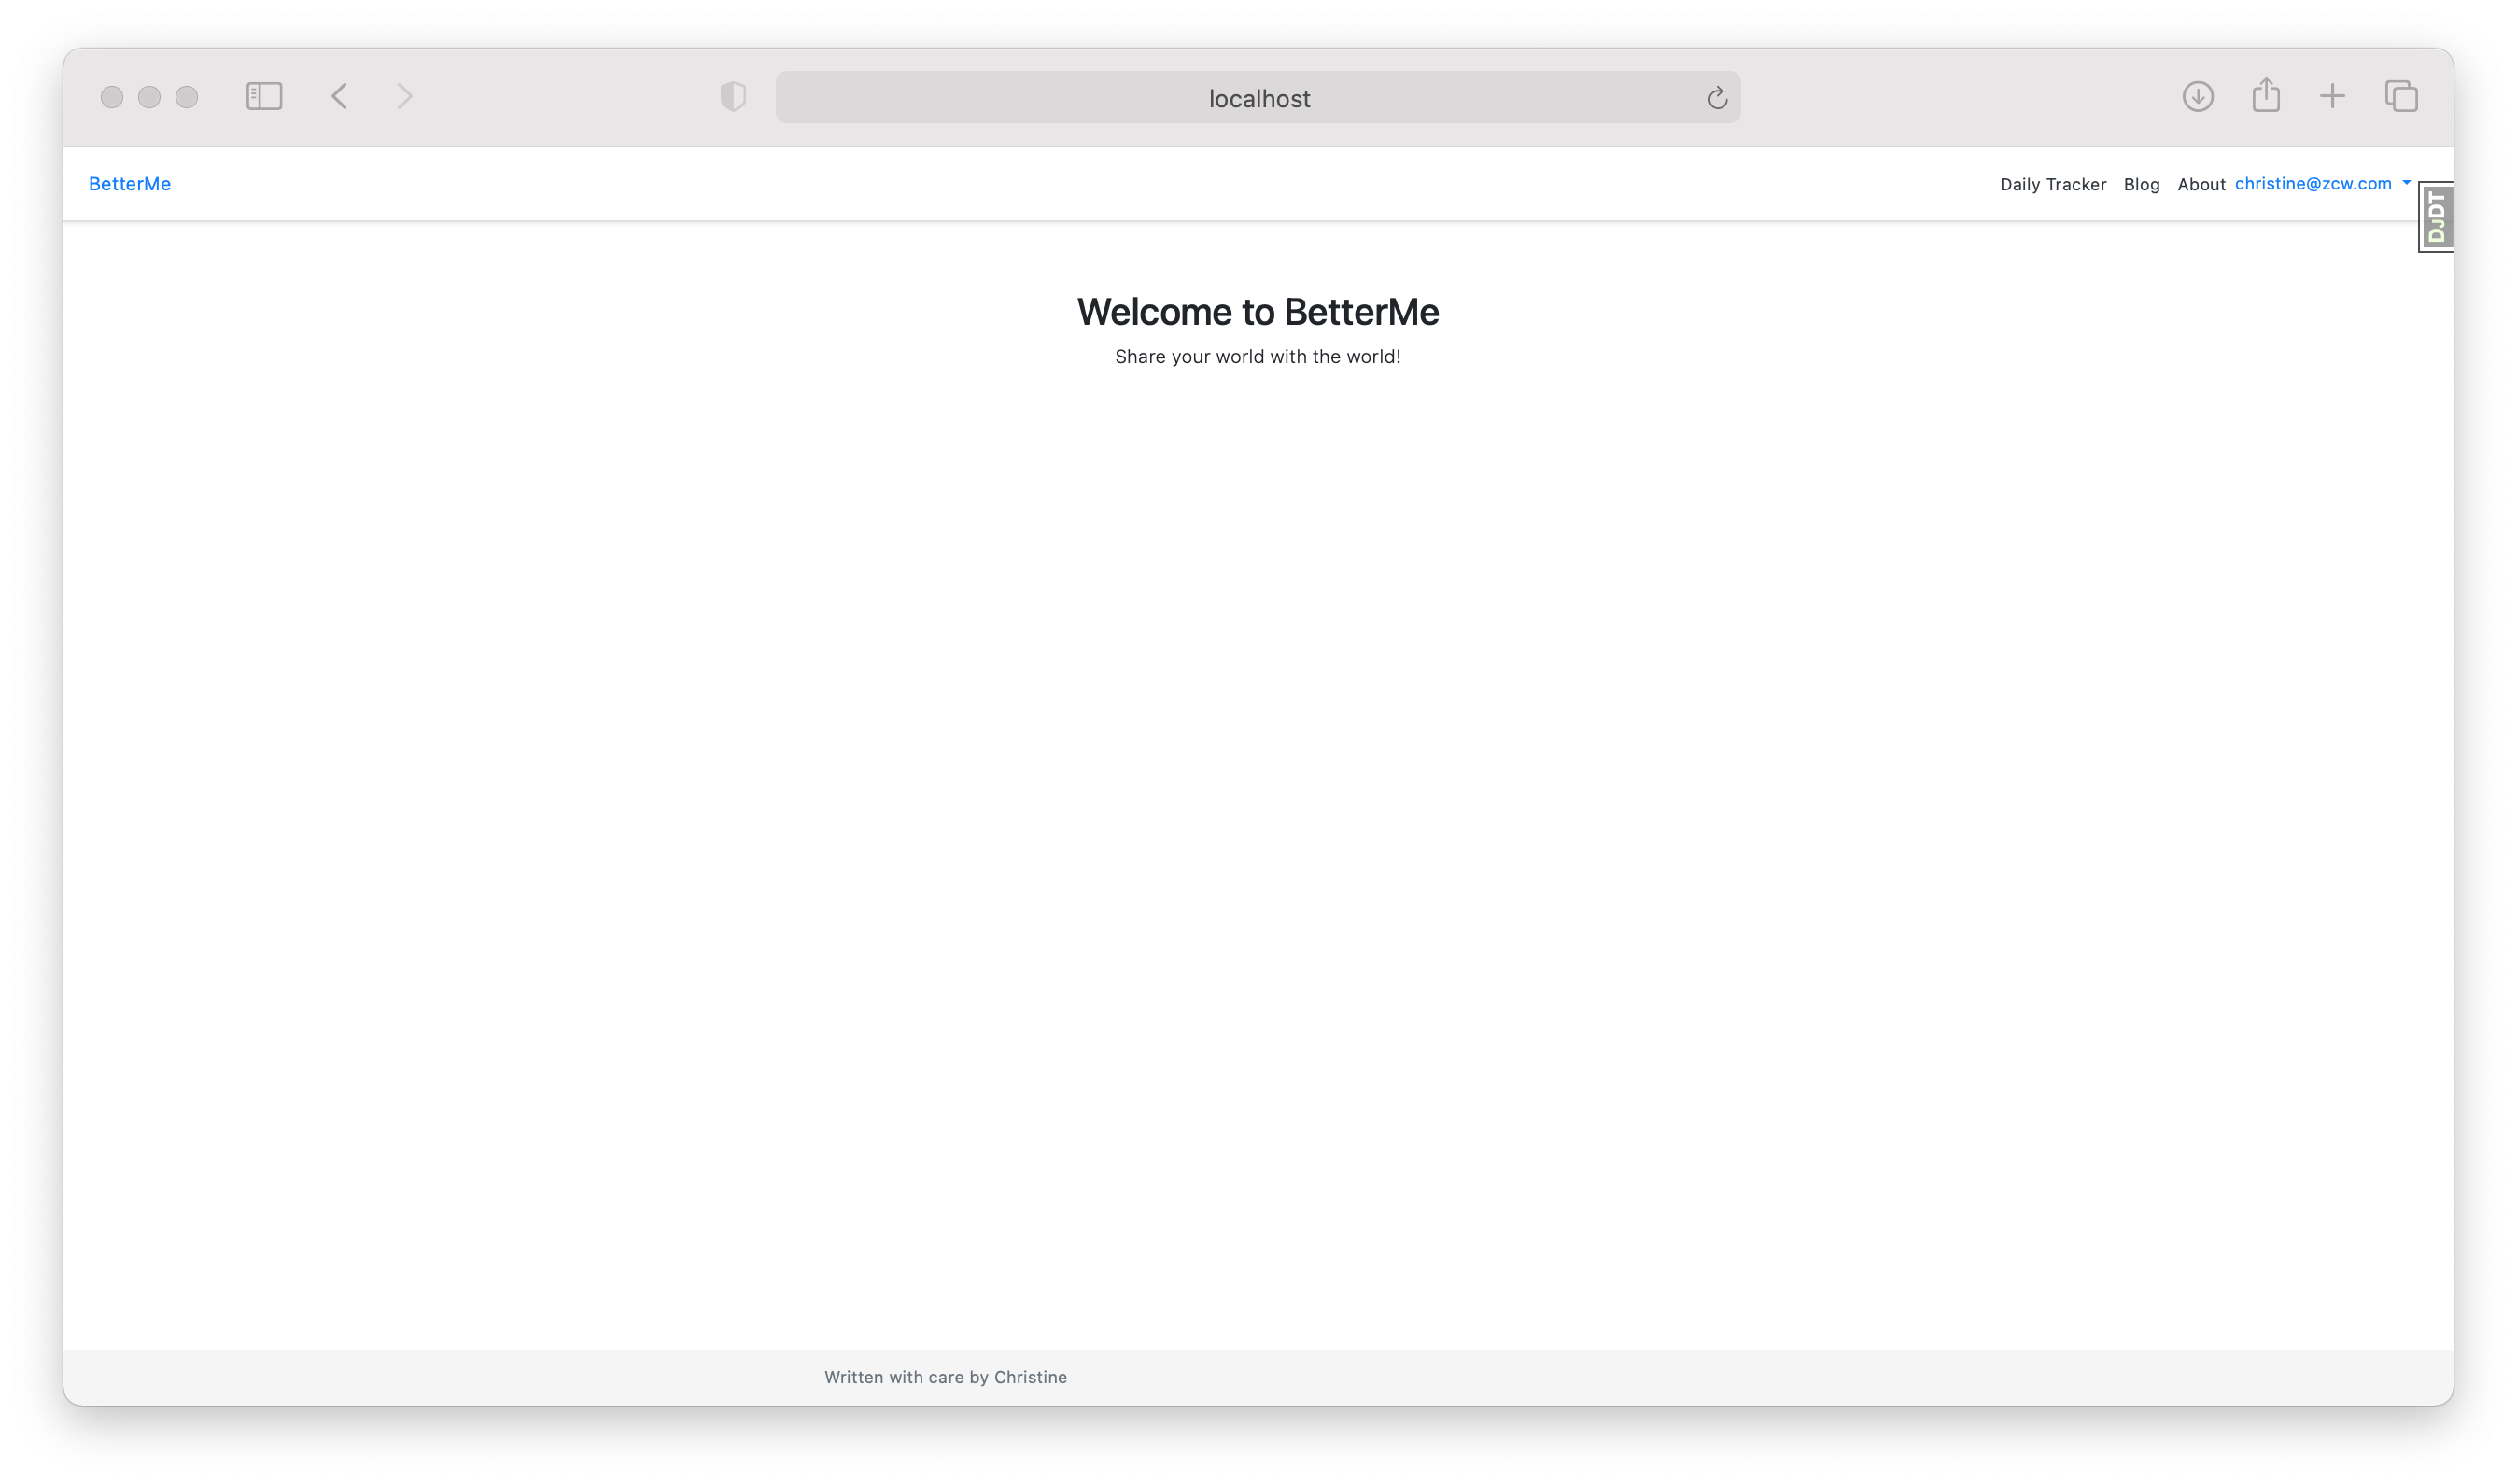 localhost
BetterMe
Daily Tracker Blog About christine@zcw.com
DJDT
Welcome to BetterMe
Share your world with the world!
Written with care by Christine